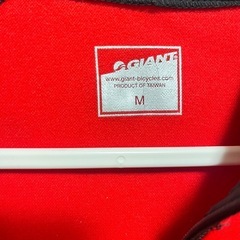 GIANT
www.giant-bicycles.com
PRODUCT OF TAIWAN
M